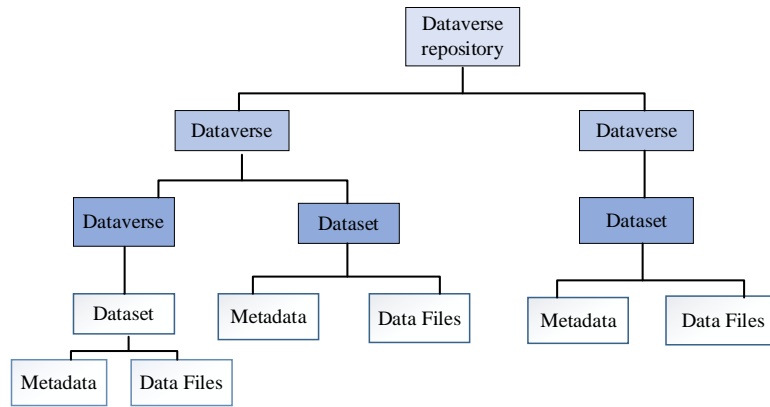 Dataverse
repository
Dataverse
Dataverse
Dataverse
Dataset
Dataset
Dataset
Metadata
Data Files
Metadata
Data Files
Metadata
Data Files